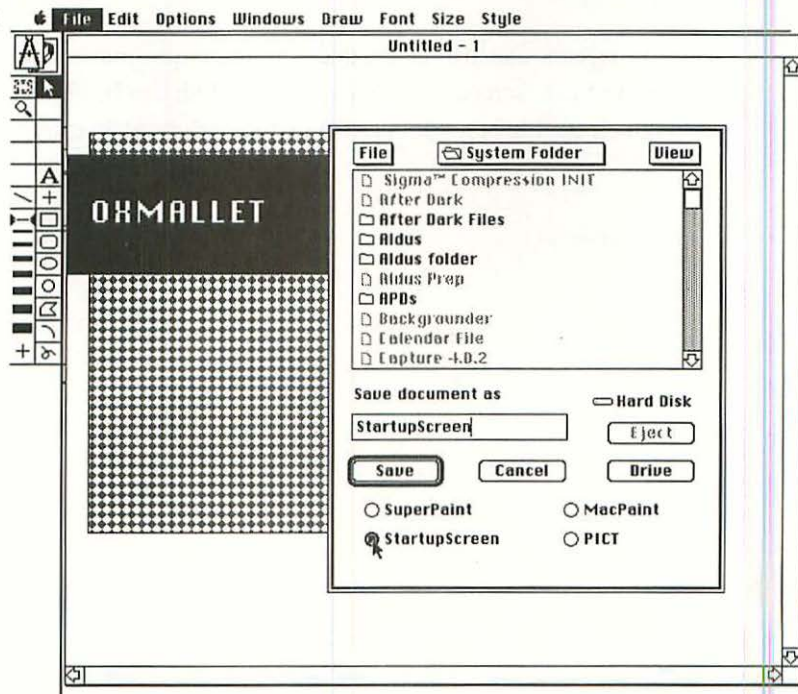 File Edit Options Windows Draw Font Size Style
Untitled - 1
A
OXMALLET
File System Folder View
Sigma™ Compression INIT
After Dark
After Dark Files
Aldus
Aldus folder
Aldus Prep
APDs
Backgrounder
Calendar File
Capture 4.0.2
Save document as
Hard Disk
StartupScreen
Eject
Save Cancel Drive
SuperPaint MacPaint
StartupScreen PICT